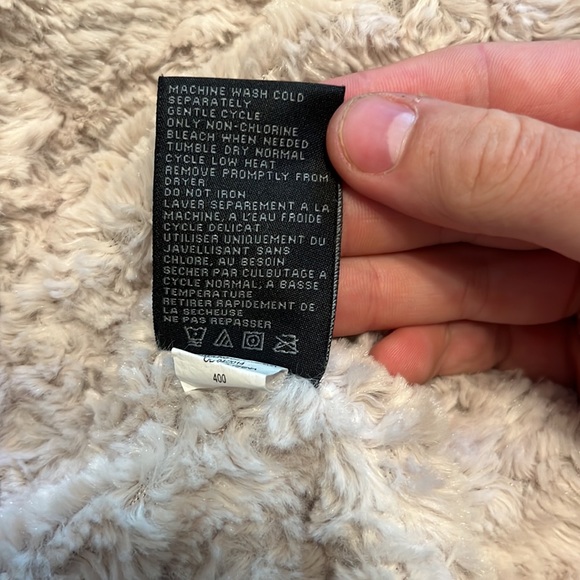 MACHINE WASH COLD
SEPARATELY
GENTLE CYCLE
ONLY NON-CHLORINE
BLEACH WHEN NEEDED
TUMBLE DRY NORMAL
CYCLE LOW HEAT
REMOVE PROMPTLY FROM
DRYER
DO NOT IRON
LAVER SEPAREMENT A LA
MACHINE, A L'EAU FROIDE
CYCLE DELICAT
UTILISER UNIQUEMENT DU
JAVELLISANT SANS
CHLORE, AU BESOIN
SECHER PAR CULBUTAGE A
CYCLE NORMAL, A BASSE
TEMPERATURE
RETIRER RAPIDEMENT DE
LA SECHEUSE
NE PAS REPASSER
400